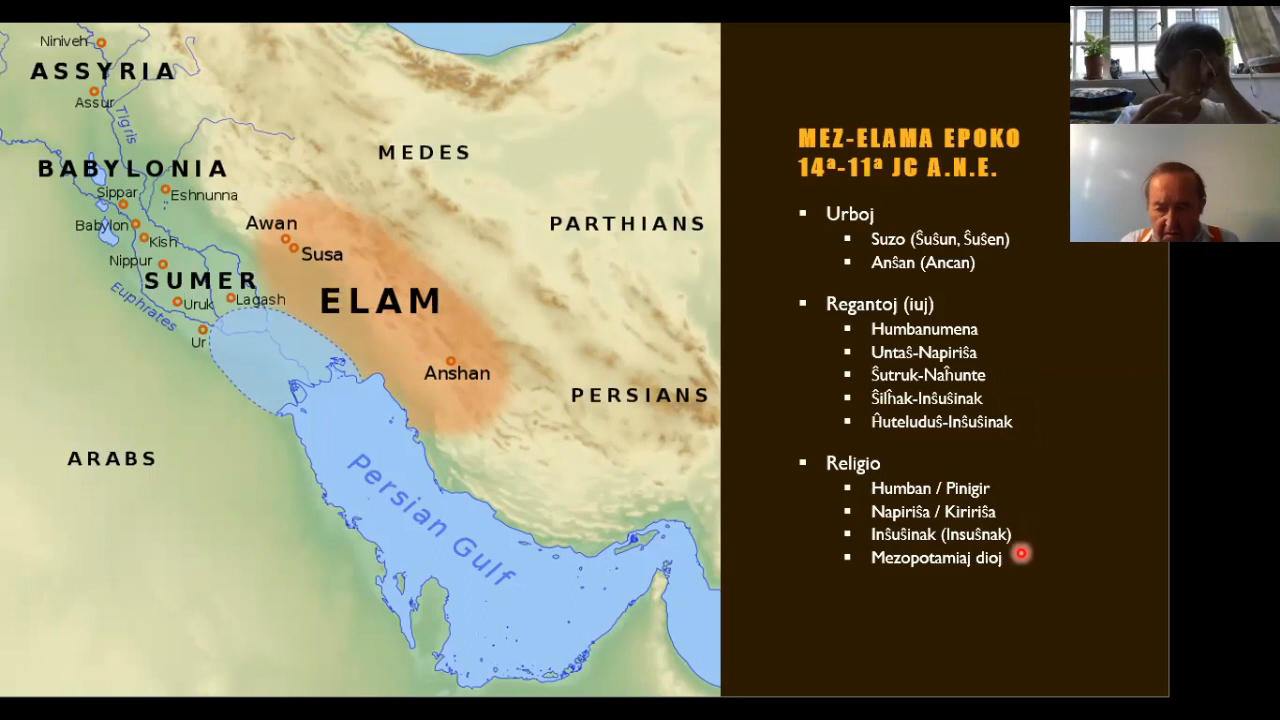 Niniveh
ASSYRIA
Assur
Tigris
MEDES
BABYLONIA
Sippar
Eshnunna
Babylon
Kish
Nippur
SUMER
Euphrates
Uruk
Lagash
Ur
Awan
Susa
ELAM
PARTHIANS
Anshan
PERSIANS
ARABS
Persian Gulf
MEZ-ELAMA EPOKO
14ª-11ª JC A.N.E.
▪ Urboj
▪ Suzo (Ŝuŝun, Ŝuŝen)
▪ Anŝan (Ancan)
▪ Regantoj (iuj)
▪ Humbanumena
▪ Untaŝ-Napiriŝa
▪ Ŝutruk-Naĥunte
▪ Ŝilĥak-Inŝuŝinak
▪ Ĥuteluduŝ-Inŝuŝinak
▪ Religio
▪ Humban / Pinigir
▪ Napiriŝa / Kiririŝa
▪ Inŝuŝinak (Insuŝnak)
▪ Mezopotamiaj dioj